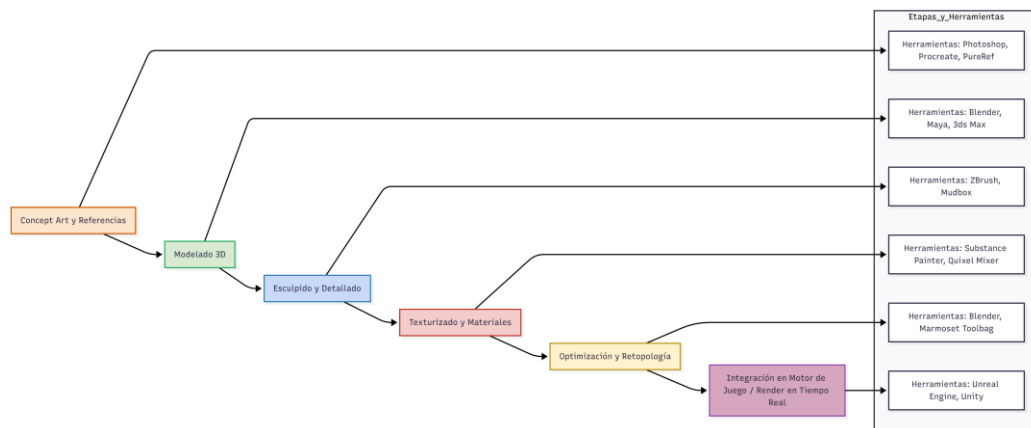 Etapas_y_Herramientas
Herramientas: Photoshop,
Procreate, PureRef
Herramientas: Blender,
Maya, 3ds Max
Herramientas: ZBrush,
Mudbox
Concept Art y Referencias
Modelado 3D
Herramientas: Substance
Painter, Quixel Mixer
Esculpido y Detallado
Texturizado y Materiales
Herramientas: Blender,
Marmoset Toolbag
Optimización y Retopología
Integración en Motor de
Juego / Render en Tiempo
Real
Herramientas: Unreal
Engine, Unity